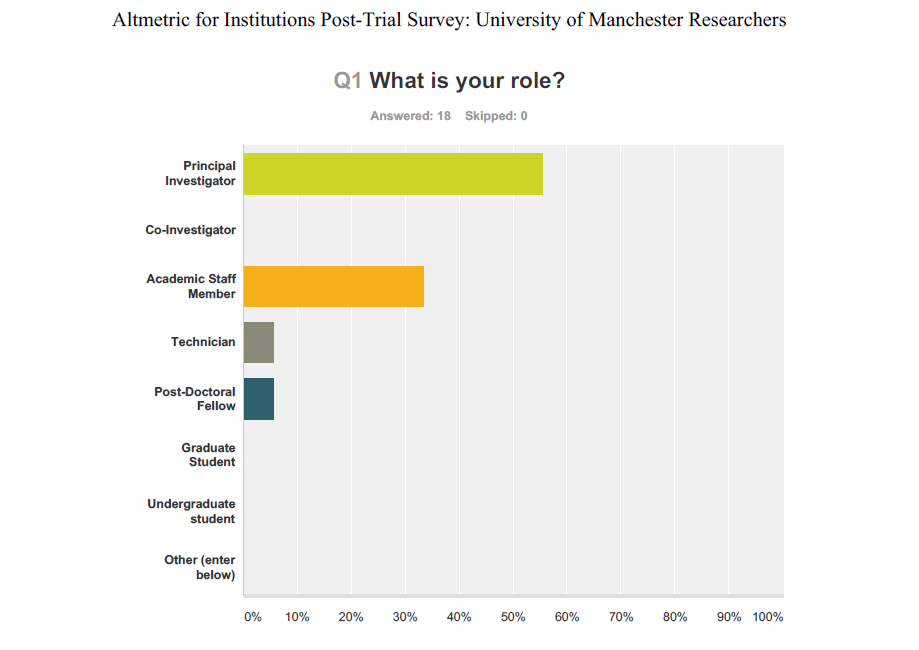 Altmetric for Institutions Post-Trial Survey: University of Manchester Researchers
Q1 What is your role?
Answered: 18 Skipped: 0
Principal
Investigator
Co-Investigator
Academic Staff
Member
Technician
Post-Doctoral
Fellow
Graduate
Student
Undergraduate
student
Other (enter
below)
0% 10% 20% 30% 40% 50% 60% 70% 80% 90% 100%